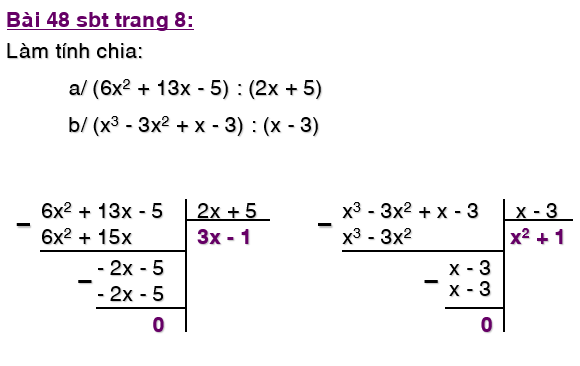 Bài 48 sbt trang 8:
Làm tính chia:
a/ (6x² + 13x - 5) : (2x + 5)
b/ (x³ - 3x² + x - 3) : (x - 3)
− 6x² + 13x - 5 2x + 5
6x² + 15x 3x - 1
− - 2x - 5
- 2x - 5
0
− x³ - 3x² + x - 3 x - 3
x³ - 3x² x² + 1
− x - 3
x - 3
0